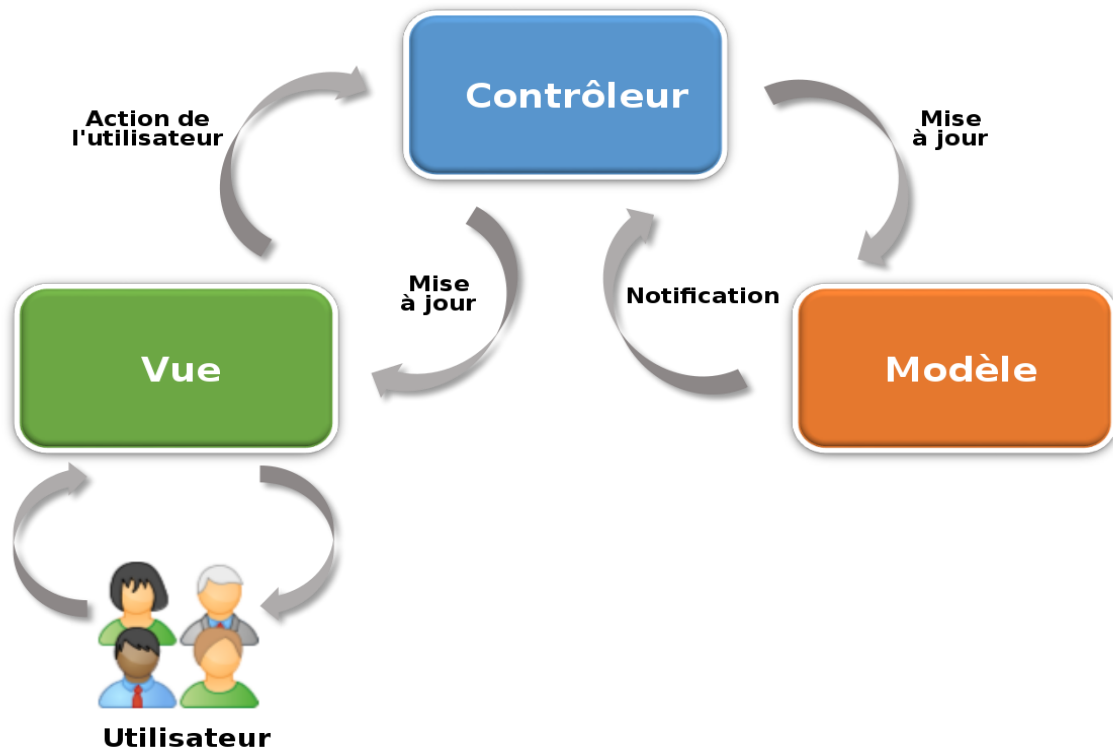 Contrôleur
Action de
l'utilisateur
Mise
à jour
Mise
à jour
Notification
Vue
Modèle
Utilisateur